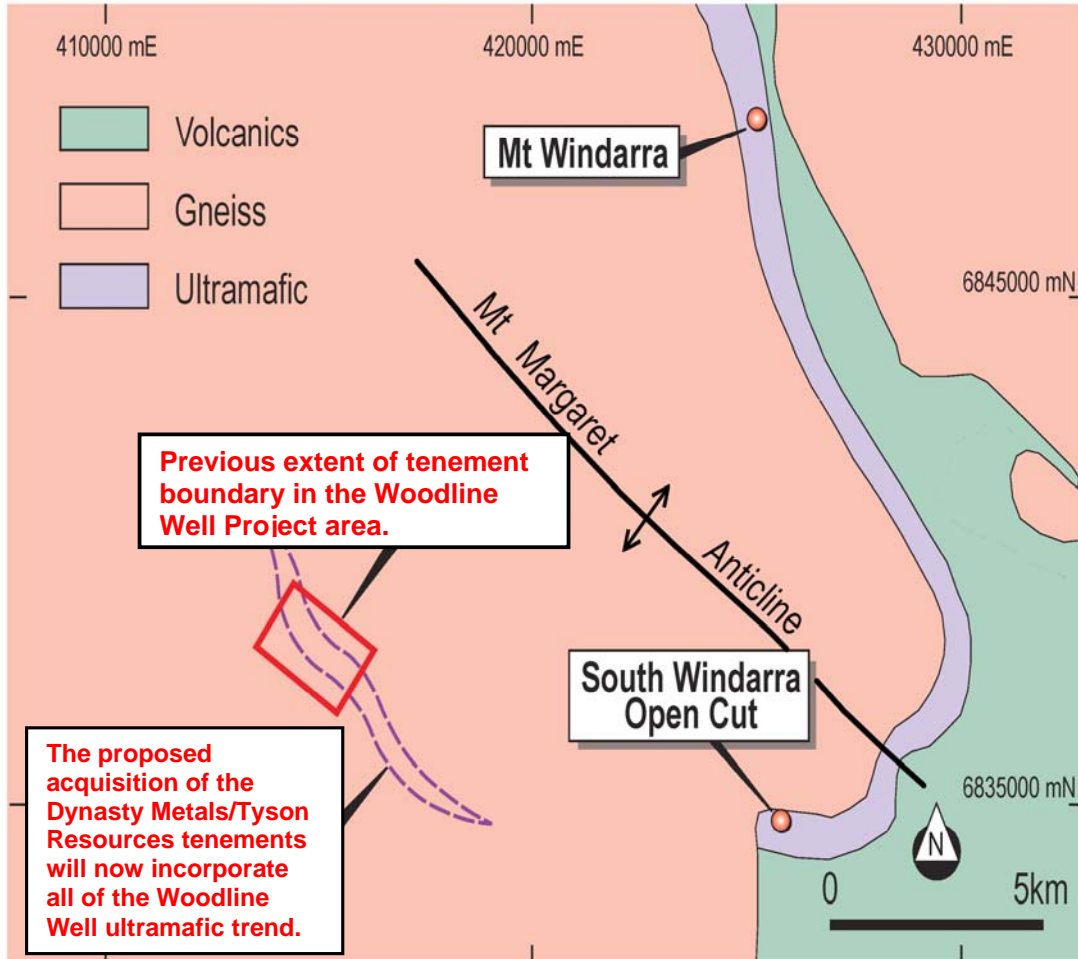 410000 mE
420000 mE
430000 mE
Volcanics
Gneiss
Ultramafic
Mt Windarra
6845000 mN
Mt Margaret Anticline
Previous extent of tenement
boundary in the Woodline
Well Project area.
South Windarra
Open Cut
The proposed
acquisition of the
Dynasty Metals/Tyson
Resources tenements
will now incorporate
all of the Woodline
Well ultramafic trend.
6835000 mN
N
0 5km